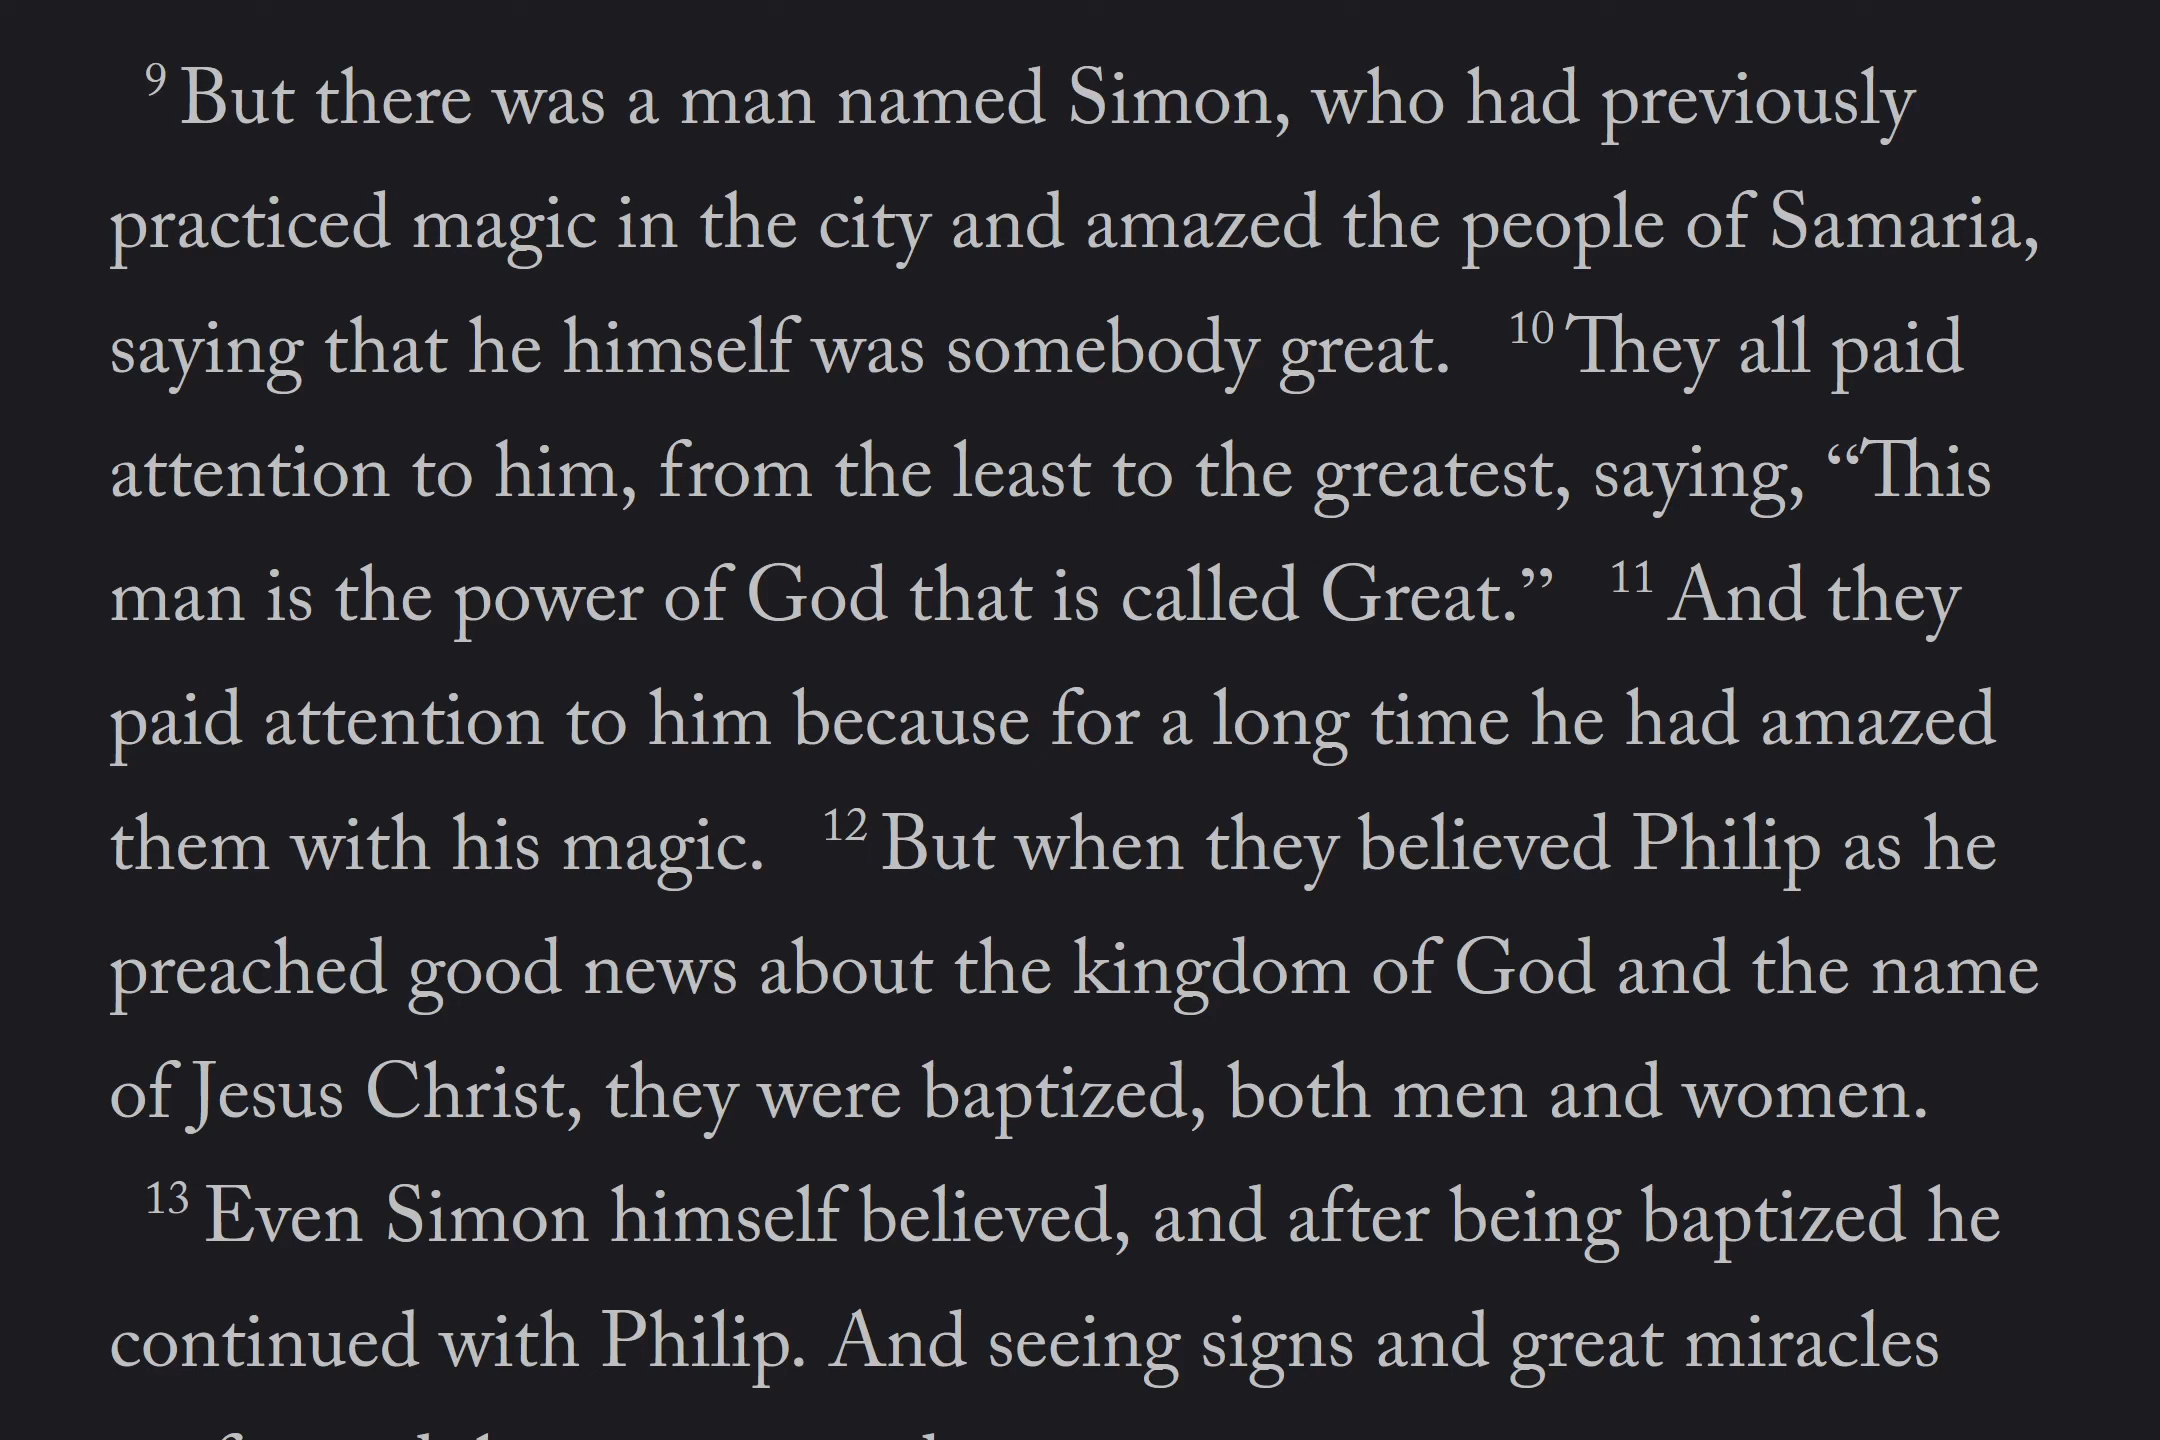 9 But there was a man named Simon, who had previously
practiced magic in the city and amazed the people of Samaria,
saying that he himself was somebody great. 10 They all paid
attention to him, from the least to the greatest, saying, “This
man is the power of God that is called Great.” 11 And they
paid attention to him because for a long time he had amazed
them with his magic. 12 But when they believed Philip as he
preached good news about the kingdom of God and the name
of Jesus Christ, they were baptized, both men and women.
13 Even Simon himself believed, and after being baptized he
continued with Philip. And seeing signs and great miracles